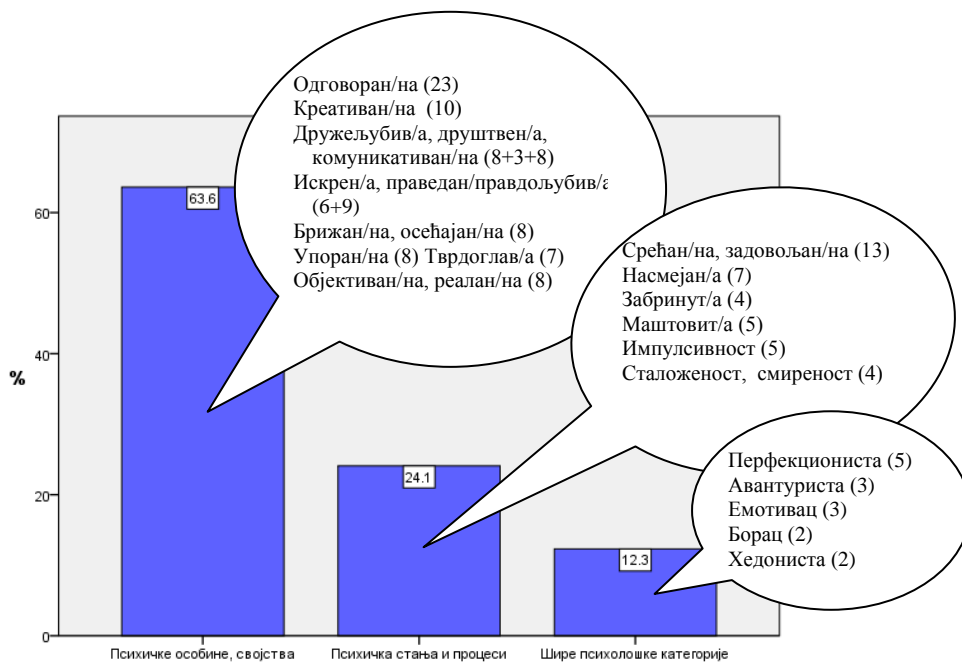 Одговоран/на (23)
Креативан/на (10)
Дружељубив/а, друштвен/а,
комуникативан/на (8+3+8)
Искрен/а, праведан/правдољубив/а
(6+9)
Брижан/на, осећајан/на (8)
Упоран/на (8) Тврдоглав/а (7)
Објективан/на, реалан/на (8)
Срећан/на, задовољан/на (13)
Насмејан/а (7)
Забринут/а (4)
Маштовит/а (5)
Импулсивност (5)
Сталоженост, смиреност (4)
Перфекциониста (5)
Авантуриста (3)
Емотивац (3)
Борац (2)
Хедониста (2)
63.6
24.1
12.3
60
40
%
20
0
Психичке особине, својства
Психичка стања и процеси
Шире психолошке категорије